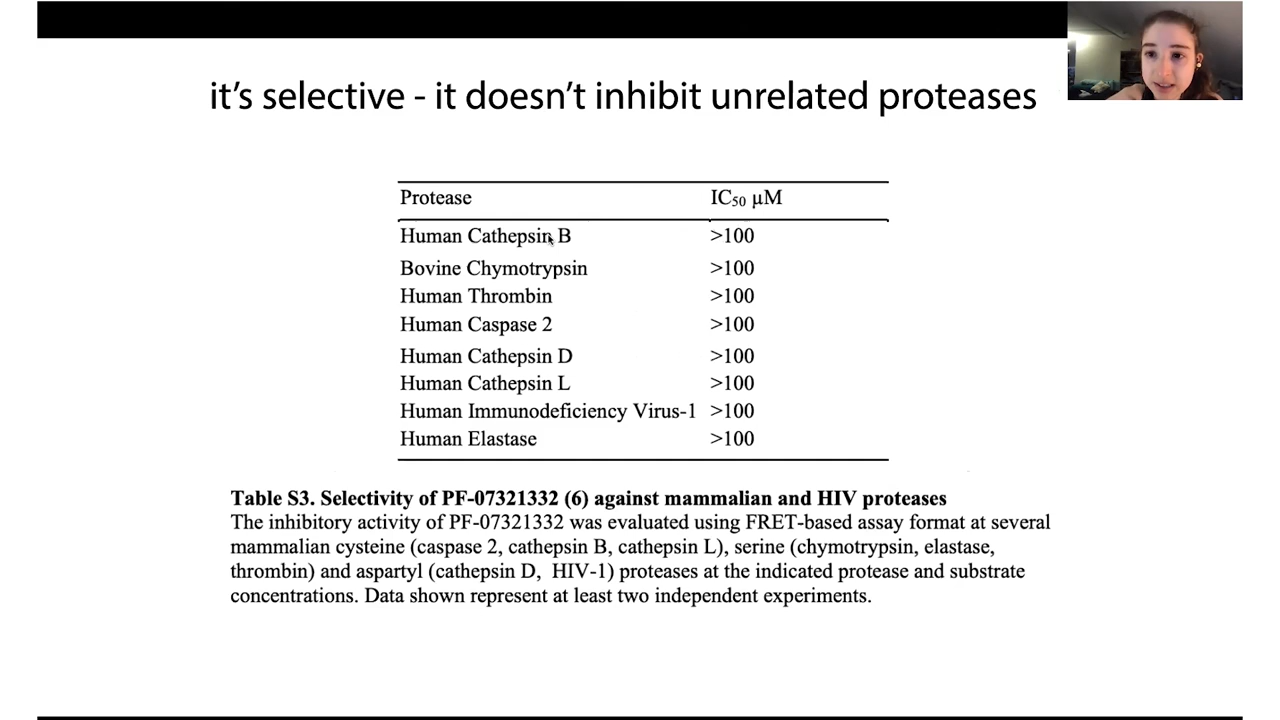 it's selective - it doesn't inhibit unrelated proteases
Protease IC50 μM
Human Cathepsin B >100
Bovine Chymotrypsin >100
Human Thrombin >100
Human Caspase 2 >100
Human Cathepsin D >100
Human Cathepsin L >100
Human Immunodeficiency Virus-1 >100
Human Elastase >100
Table S3. Selectivity of PF-07321332 (6) against mammalian and HIV proteases
The inhibitory activity of PF-07321332 was evaluated using FRET-based assay format at several
mammalian cysteine (caspase 2, cathepsin B, cathepsin L), serine (chymotrypsin, elastase,
thrombin) and aspartyl (cathepsin D, HIV-1) proteases at the indicated protease and substrate
concentrations. Data shown represent at least two independent experiments.